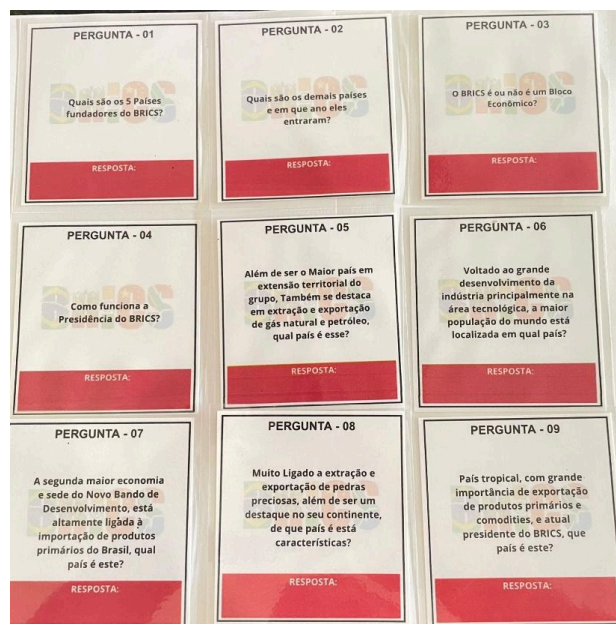 PERGUNTA - 01
Quais são os 5 Países
fundadores do BRICS?
RESPOSTA:
PERGUNTA - 02
Quais são os demais países
e em que ano eles
entraram?
RESPOSTA:
PERGUNTA - 03
O BRICS é ou não é um Bloco
Econômico?
RESPOSTA:
PERGUNTA - 04
Como funciona a
Presidência do BRICS?
RESPOSTA:
PERGUNTA - 05
Além de ser o Maior país em
extensão territorial do
grupo, Também se destaca
em extração e exportação
de gás natural e petróleo,
qual país é esse?
RESPOSTA:
PERGUNTA - 06
Voltado ao grande
desenvolvimento da
indústria principalmente na
área tecnológica, a maior
população do mundo está
localizada em qual país?
RESPOSTA:
PERGUNTA - 07
A segunda maior economia
e sede do Novo Bando de
Desenvolvimento, está
altamente ligada à
importação de produtos
primários do Brasil, qual
país é este?
RESPOSTA:
PERGUNTA - 08
Muito Ligado a extração e
exportação de pedras
preciosas, além de ser um
destaque no seu continente,
de que país é está
características?
RESPOSTA:
PERGUNTA - 09
País tropical, com grande
importância de exportação
de produtos primários e
comodities, e atual
presidente do BRICS, que
país é este?
RESPOSTA: